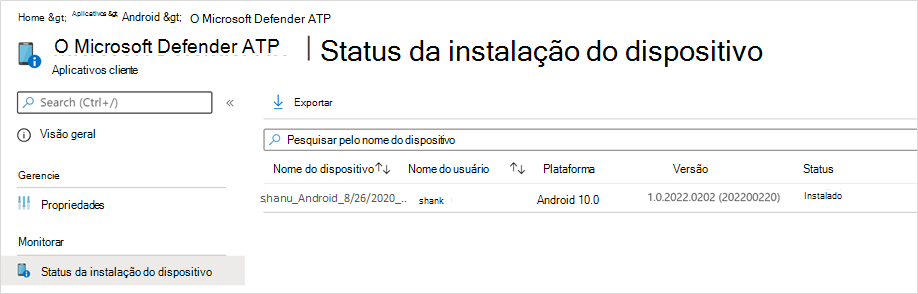 Home &gt; Aplicativos &gt Android &gt; O Microsoft Defender ATP
O Microsoft Defender ATP | Status da instalação do dispositivo
Aplicativos cliente
Search (Ctrl+/) «
Exportar
Visão geral
Pesquisar pelo nome do dispositivo
Nome do dispositivo↑↓ Nome do usuário ↑↓ Plataforma Versão Status
Gerencie
shanu_Android_8/26/2020_... shank Android 10.0 1.0.2022.0202 (202200220) Instalado
Propriedades
Monitorar
Status da instalação do dispositivo